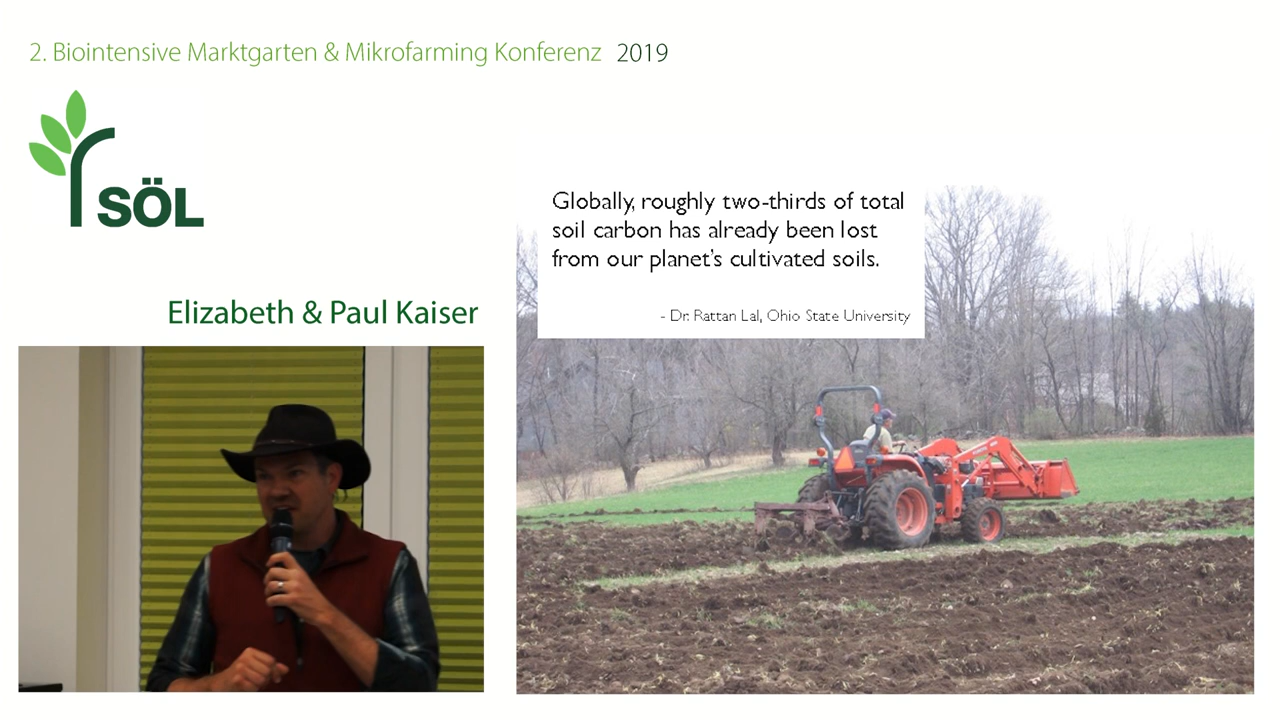 2. Biointensive Marktgarten & Mikrofarming Konferenz 2019
SÖL
Globally, roughly two-thirds of total
soil carbon has already been lost
from our planet's cultivated soils.
- Dr. Rattan Lal, Ohio State University
Elizabeth & Paul Kaiser